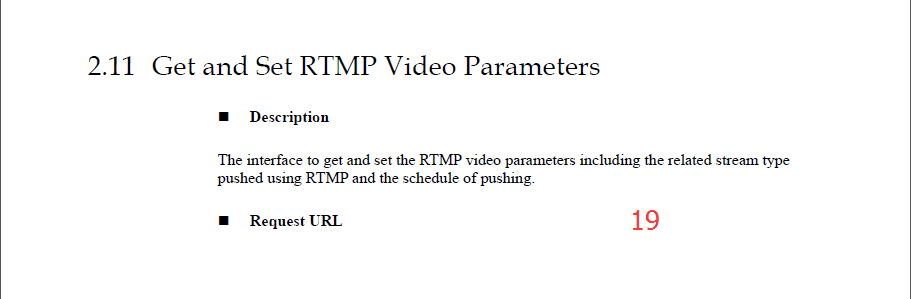 2.11 Get and Set RTMP Video Parameters
■ Description
The interface to get and set the RTMP video parameters including the related stream type
pushed using RTMP and the schedule of pushing.
■ Request URL
19